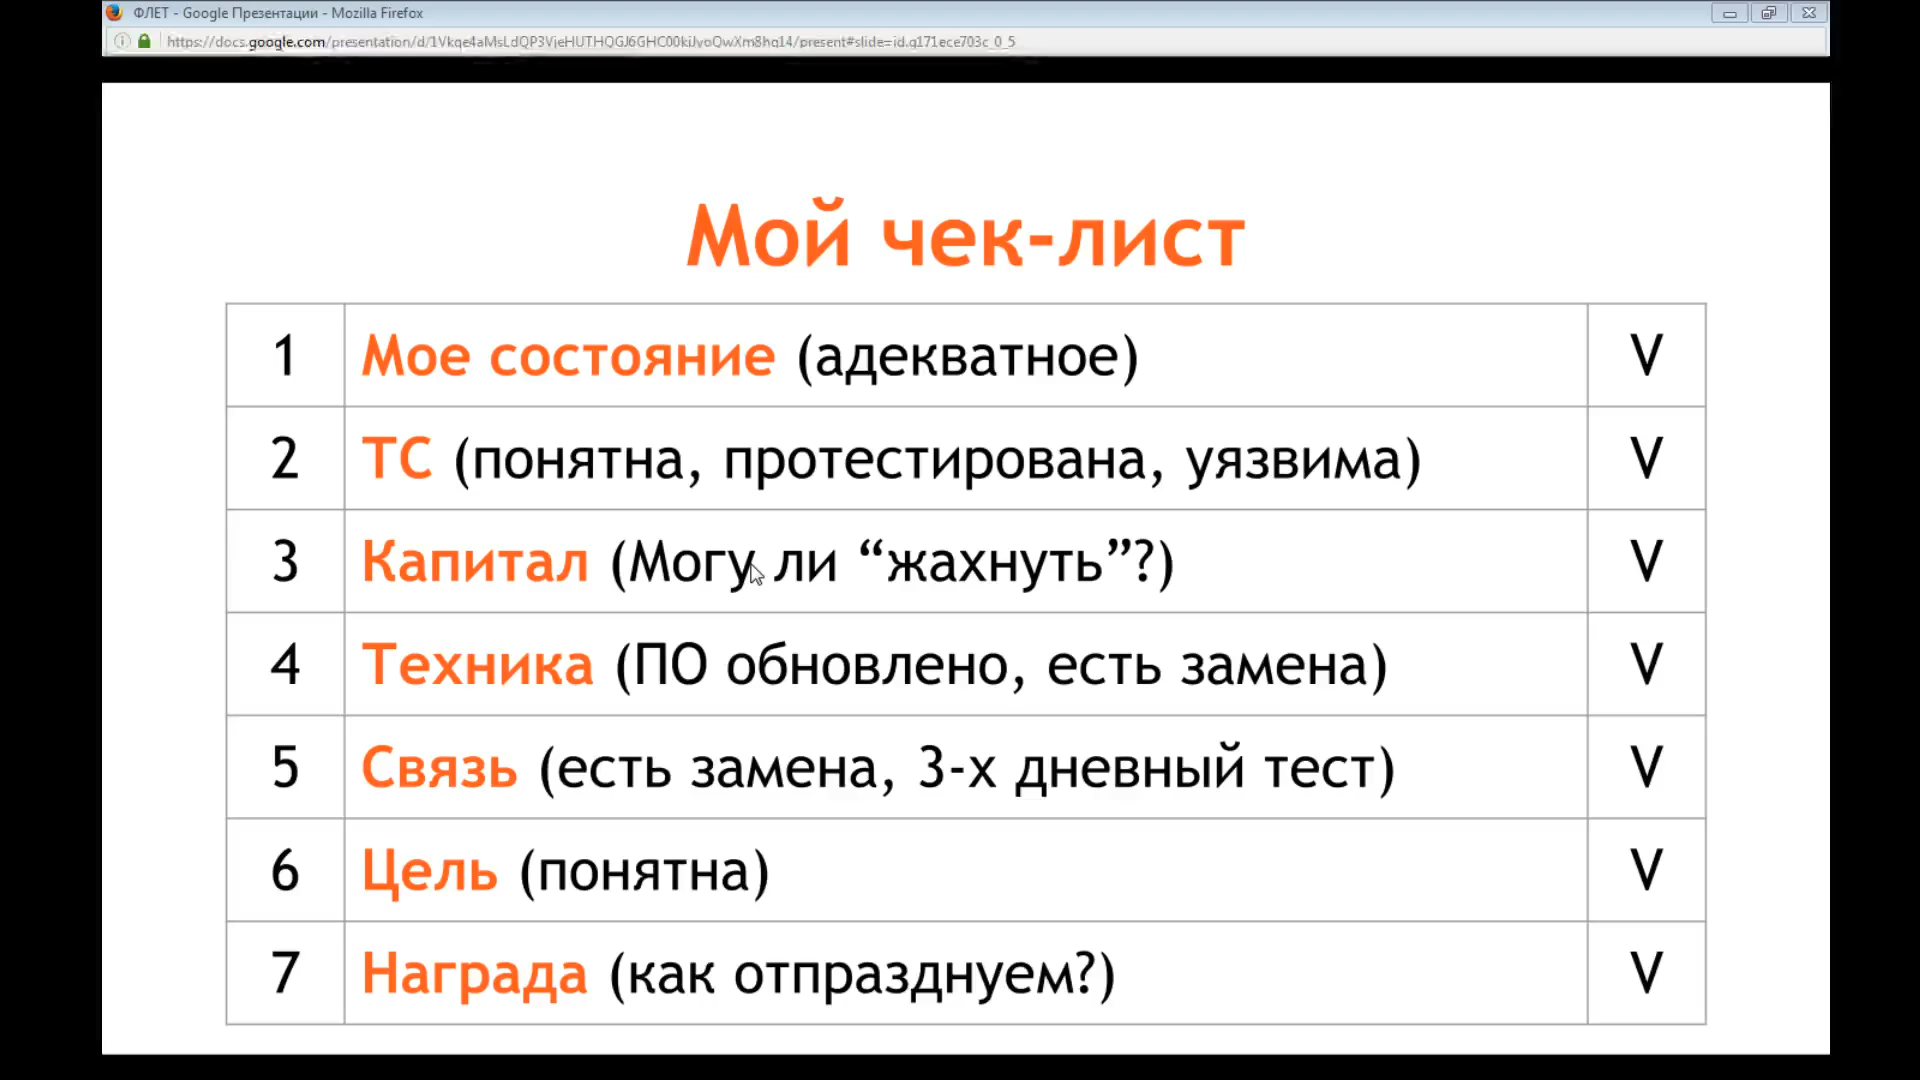 ФЛЕТ - Google Презентации - Mozilla Firefox
Мой чек-лист
1 Мое состояние (адекватное) V
2 ТС (понятна, протестирована, уязвима) V
3 Капитал (Могу ли “жахнуть”?) V
4 Техника (ПО обновлено, есть замена) V
5 Связь (есть замена, 3-х дневный тест) V
6 Цель (понятна) V
7 Награда (как отпразднуем?) V